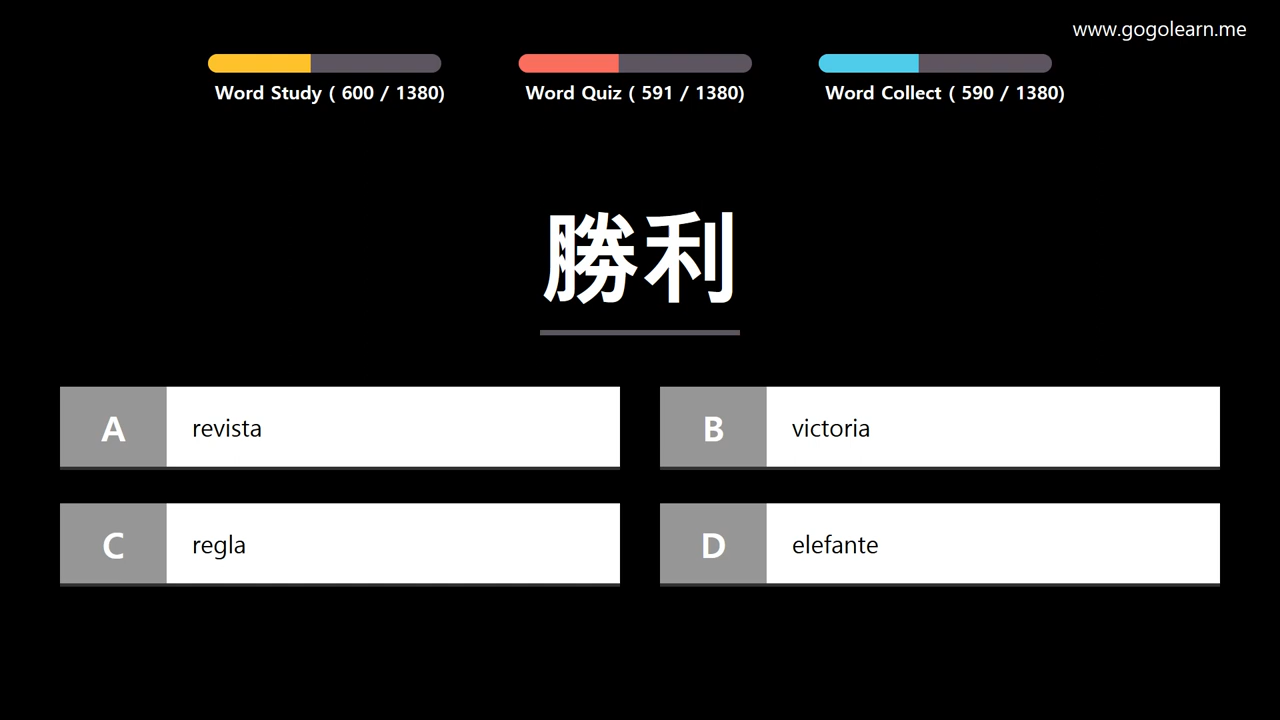 www.gogolearn.me
Word Study ( 600 / 1380)
Word Quiz ( 591 / 1380)
Word Collect ( 590 / 1380)
勝利
A revista
B victoria
C regla
D elefante